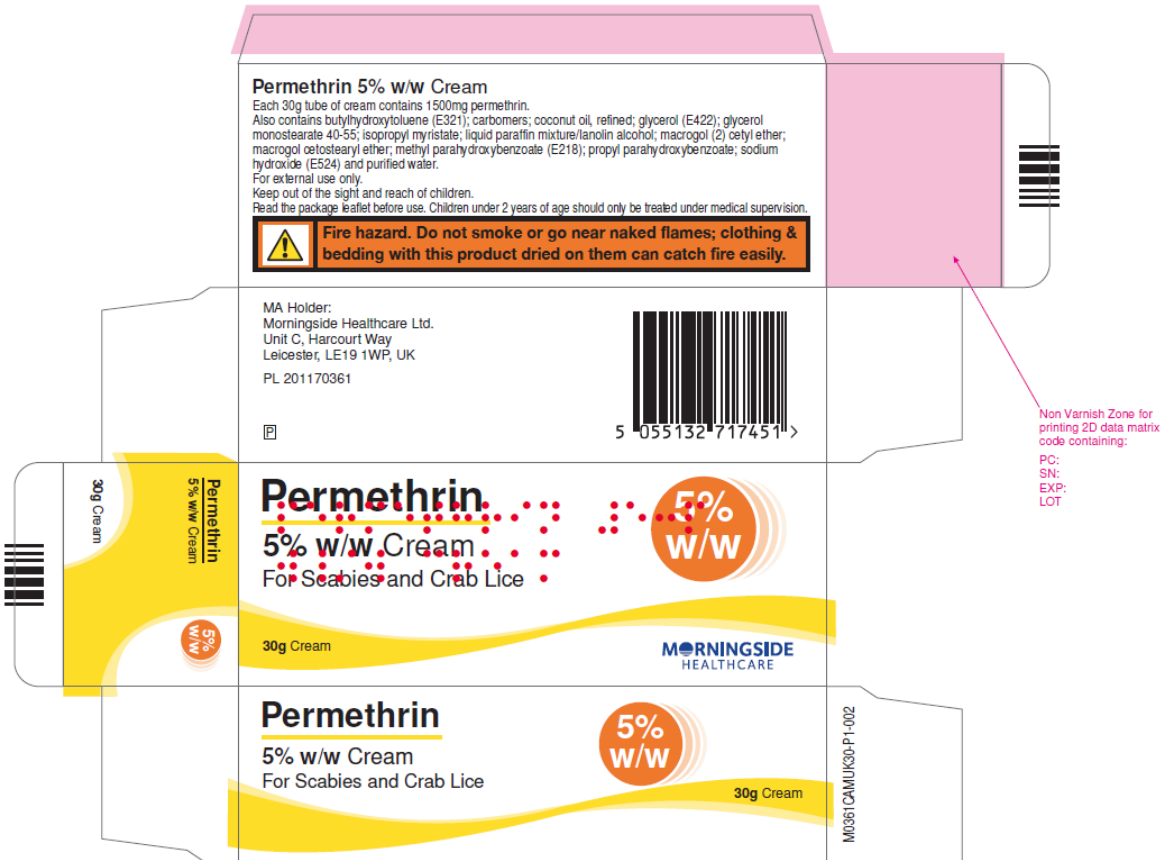 Permethrin 5% w/w Cream
Each 30g tube of cream contains 1500mg permethrin.
Also contains butylhydroxytoluene (E321); carbomers; coconut oil, refined; glycerol (E422); glycerol
monostearate 40-55; isopropyl myristate; liquid paraffin mixture/lanolin alcohol; macrogol (2) cetyl ether;
macrogol cetostearyl ether; methyl parahydroxybenzoate (E218); propyl parahydroxybenzoate; sodium
hydroxide (E524) and purified water.
For external use only.
Keep out of the sight and reach of children.
Read the package leaflet before use. Children under 2 years of age should only be treated under medical supervision.
Fire hazard. Do not smoke or go near naked flames; clothing &
bedding with this product dried on them can catch fire easily.
MA Holder:
Morningside Healthcare Ltd.
Unit C, Harcourt Way
Leicester, LE19 1WP, UK
PL 201170361
P
5 055132 717451 >
Non Varnish Zone for
printing 2D data matrix
code containing:
PC:
SN:
EXP:
LOT
30g Cream
Permethrin
5% w/w Cream
5%
w/w
Permethrin
5% w/w Cream
For Scabies and Crab Lice
5%
w/w
30g Cream
MORNINGSIDE
HEALTHCARE
Permethrin
5% w/w Cream
For Scabies and Crab Lice
5%
w/w
30g Cream
M0361CAMUK30-P1-002